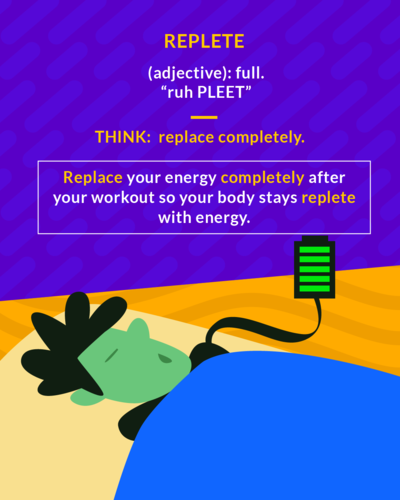 REPLETE
(adjective): full.
“ruh PLEET”
THINK: replace completely.
Replace your energy completely after
your workout so your body stays replete
with energy.